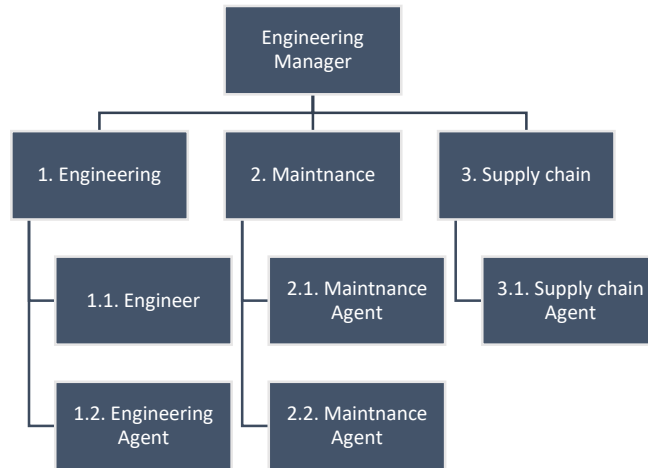 Engineering
Manager
1. Engineering
2. Maintnance
3. Supply chain
1.1. Engineer
2.1. Maintnance
Agent
3.1. Supply chain
Agent
1.2. Engineering
Agent
2.2. Maintnance
Agent